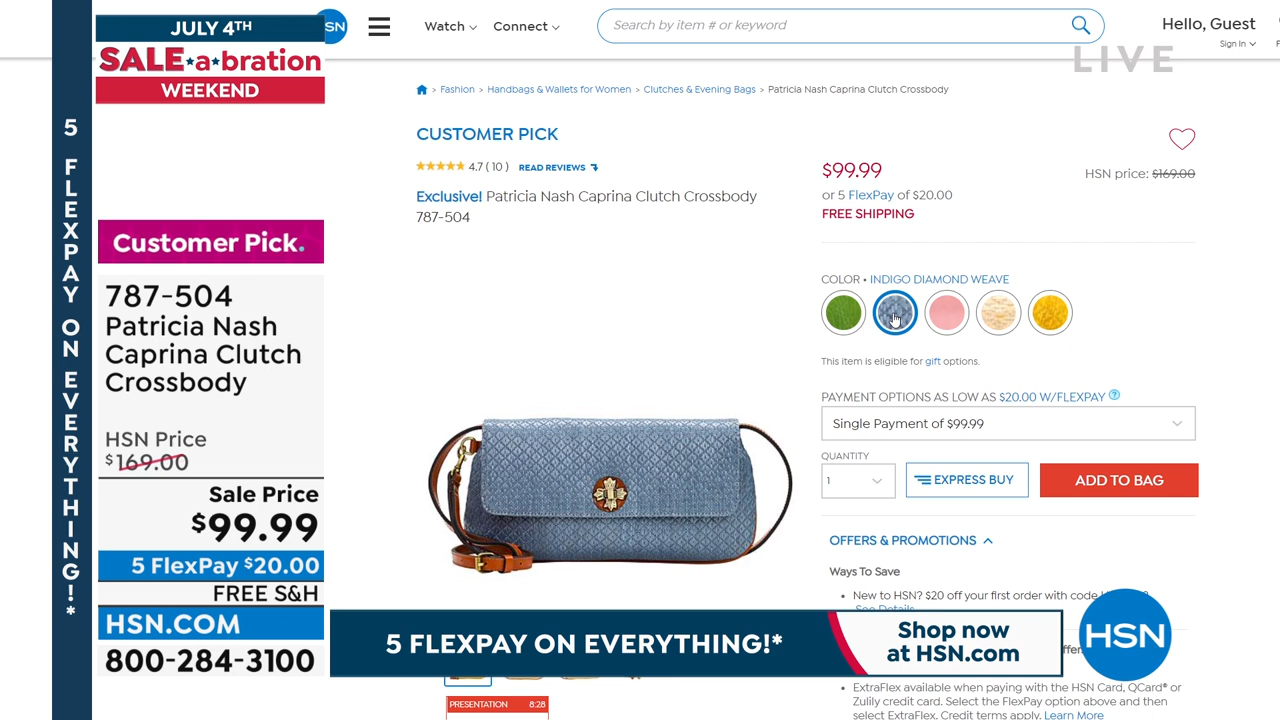 JULY 4TH
SALE★a★bration
WEEKEND
5 FLEXPAY ON EVERYTHING!*
Customer Pick.
787-504
Patricia Nash
Caprina Clutch
Crossbody
HSN Price
$169.00
Sale Price
$99.99
5 FlexPay $20.00
FREE S&H
HSN.COM
800-284-3100
Watch
Connect
Search by item # or keyword
Hello, Guest
Sign In
LIVE
> Fashion > Handbags & Wallets for Women > Clutches & Evening Bags > Patricia Nash Caprina Clutch Crossbody
CUSTOMER PICK
4.7 ( 10 ) READ REVIEWS
Exclusive! Patricia Nash Caprina Clutch Crossbody
787-504
$99.99
HSN price: $169.00
or 5 FlexPay of $20.00
FREE SHIPPING
COLOR • INDIGO DIAMOND WEAVE
This item is eligible for gift options.
PAYMENT OPTIONS AS LOW AS $20.00 W/FLEXPAY ?
Single Payment of $99.99
QUANTITY
1
EXPRESS BUY
ADD TO BAG
OFFERS & PROMOTIONS
Ways To Save
• New to HSN? $20 off your first order with code
See Details
5 FLEXPAY ON EVERYTHING!*
Shop now
at HSN.com
HSN
• ExtraFlex available when paying with the HSN Card, QCard® or
Zulily credit card. Select the FlexPay option above and then
select ExtraFlex. Credit terms apply. Learn More
PRESENTATION 8:28